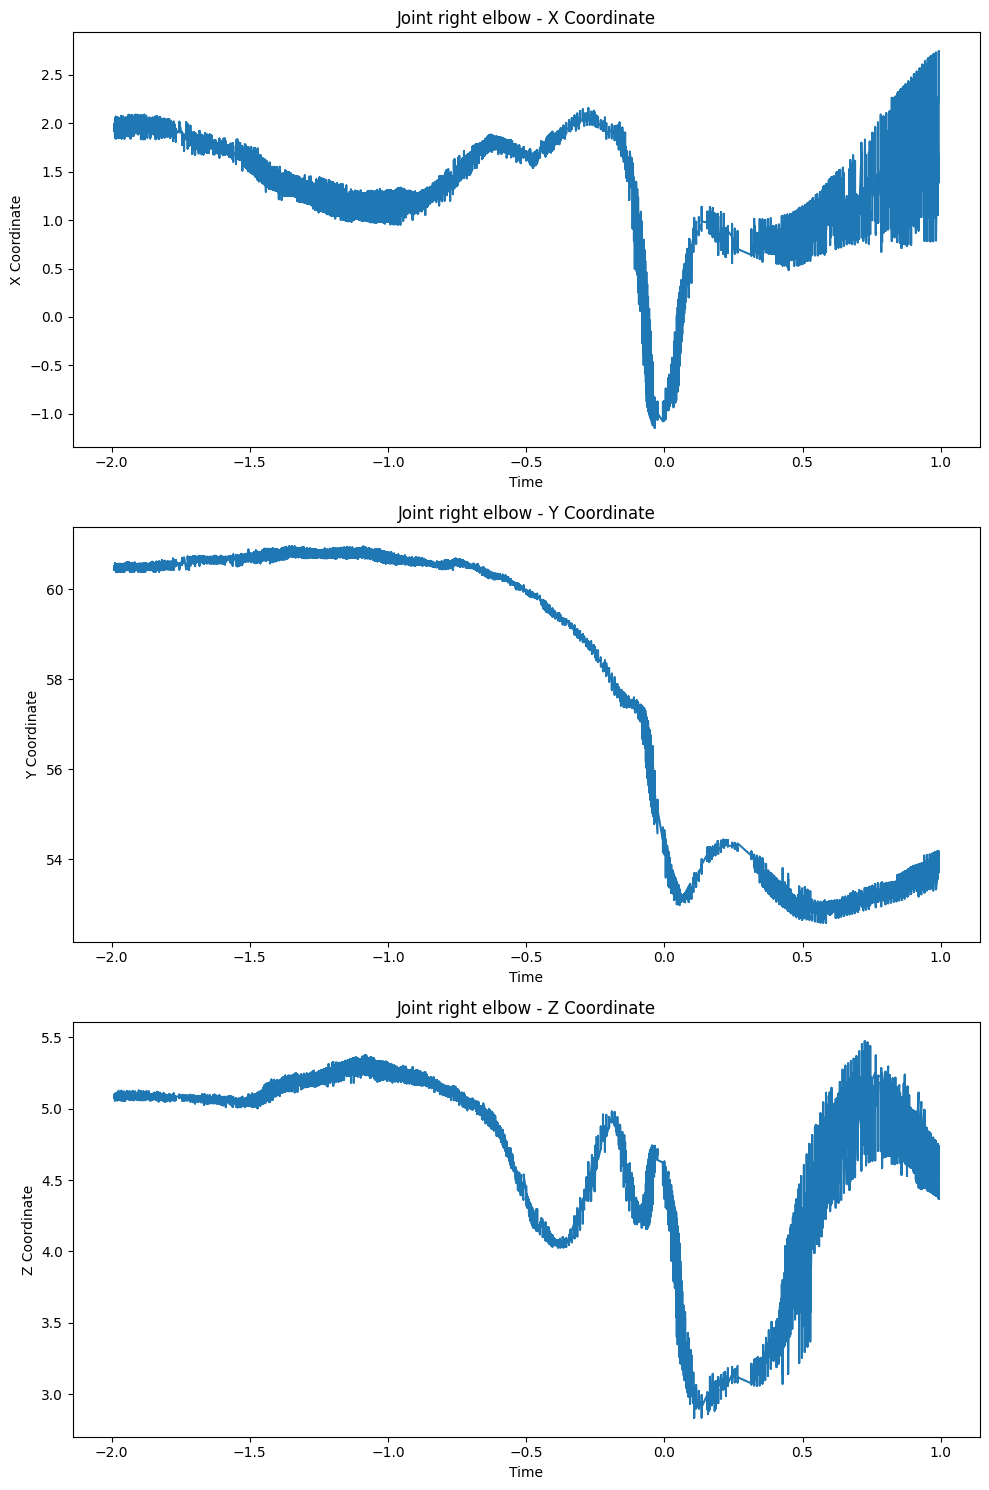 Joint right elbow - X Coordinate
2.5
2.0
1.5
1.0
0.5
0.0
−0.5
−1.0
X Coordinate
−2.0 −1.5 −1.0 −0.5 0.0 0.5 1.0
Time
Joint right elbow - Y Coordinate
60
58
56
54
Y Coordinate
−2.0 −1.5 −1.0 −0.5 0.0 0.5 1.0
Time
Joint right elbow - Z Coordinate
5.5
5.0
4.5
4.0
3.5
3.0
Z Coordinate
−2.0 −1.5 −1.0 −0.5 0.0 0.5 1.0
Time